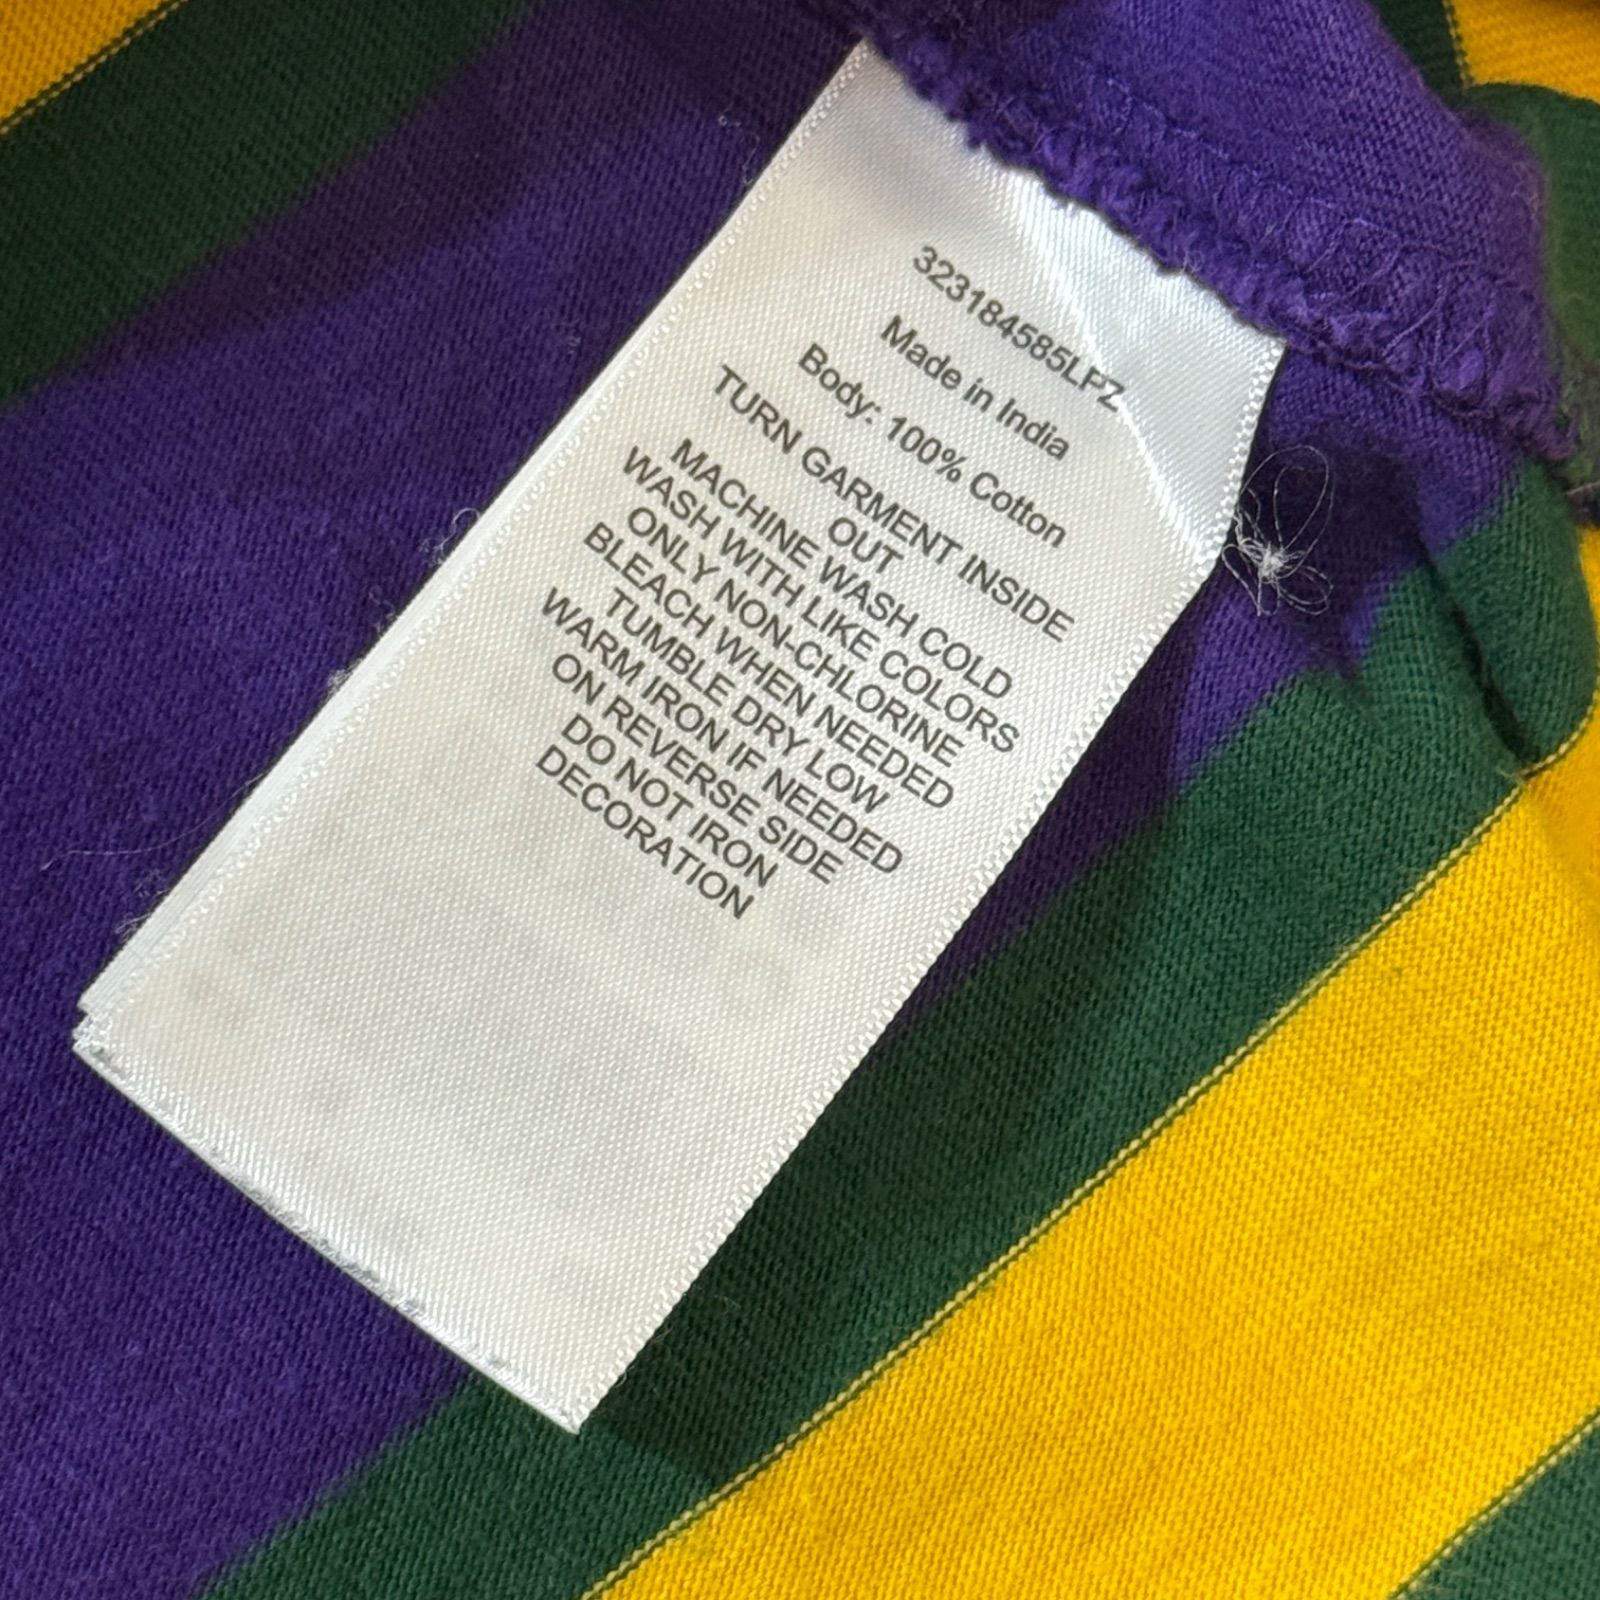 323184585LPZ
Made in India
Body: 100% Cotton
TURN GARMENT INSIDE
OUT
MACHINE WASH COLD
WASH WITH LIKE COLORS
ONLY NON-CHLORINE
BLEACH WHEN NEEDED
TUMBLE DRY LOW
WARM IRON IF NEEDED
ON REVERSE SIDE
DO NOT IRON
DECORATION